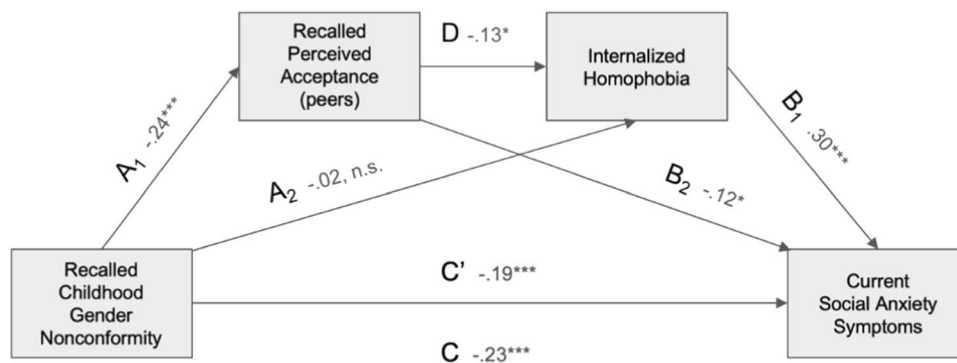 Recalled
Perceived
Acceptance
(peers)
D -.13*
Internalized
Homophobia
A1 -.24***
A2 -.02, n.s.
B2 -.12*
B1 .30***
Recalled
Childhood
Gender
Nonconformity
C' -.19***
C -.23***
Current
Social Anxiety
Symptoms